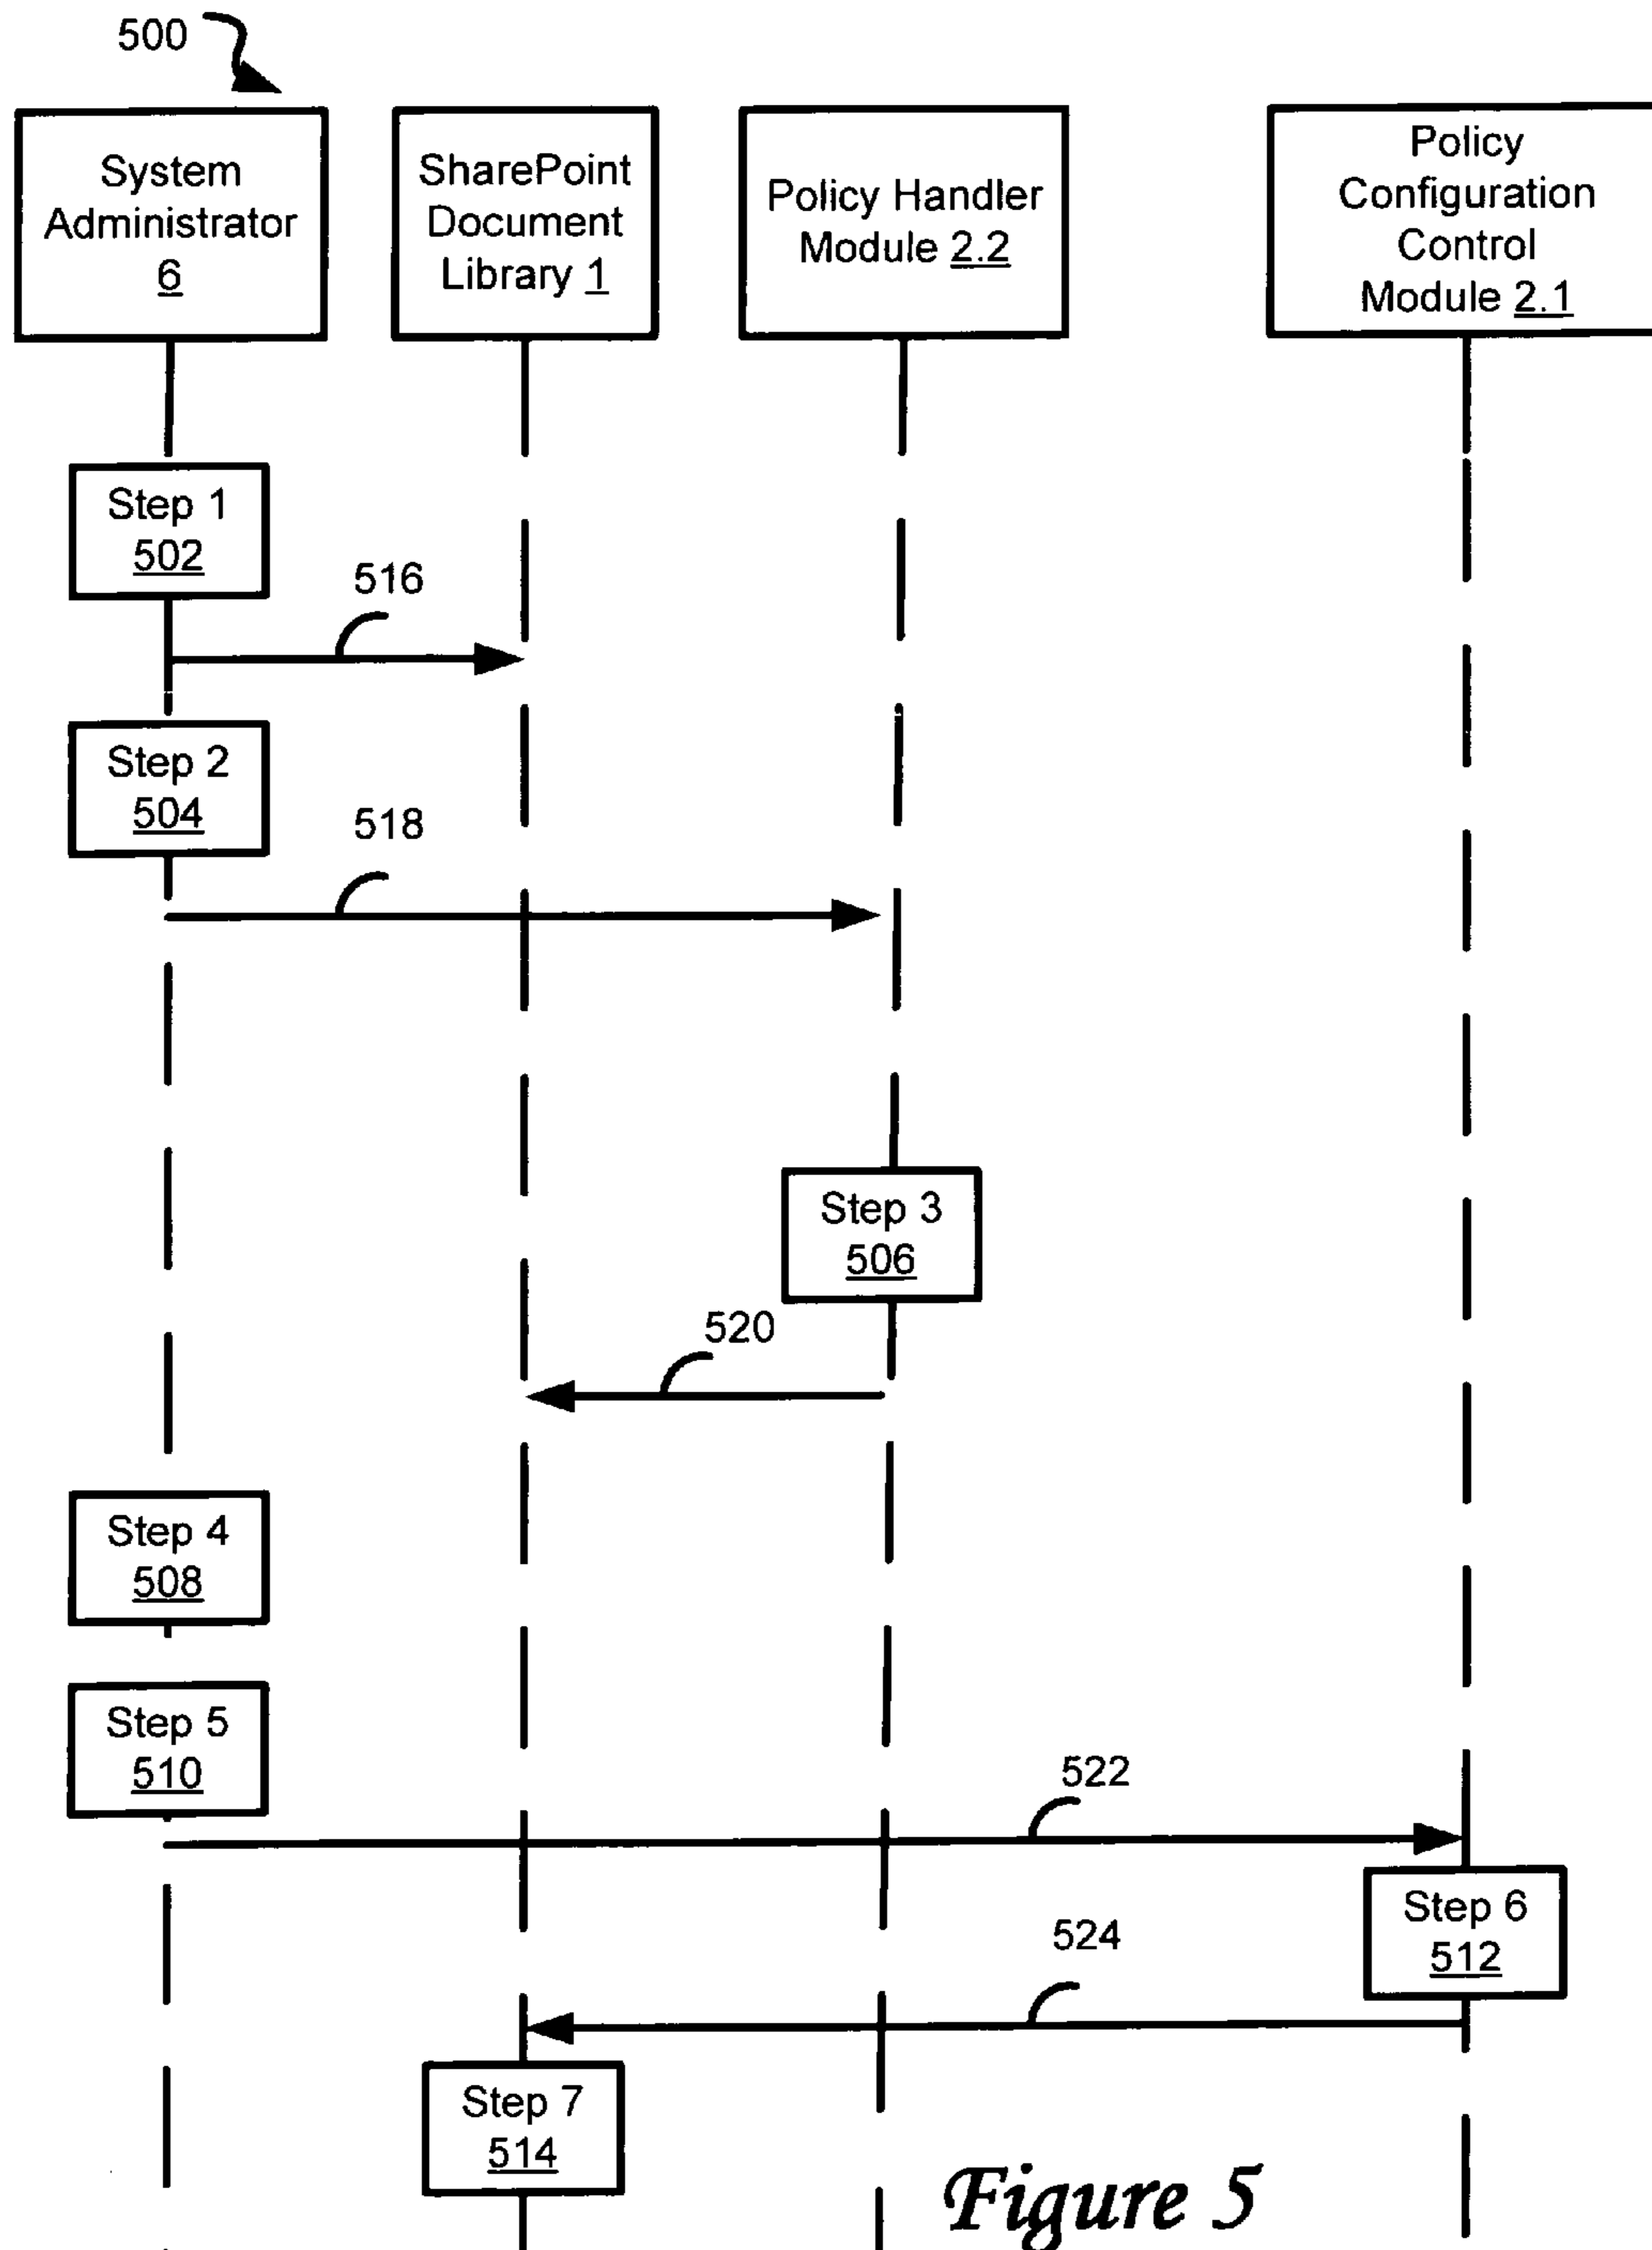 500
System
Administrator
6
SharePoint
Document
Library 1
Policy Handler
Module 2.2
Policy
Configuration
Control
Module 2.1
Step 1
502
516
Step 2
504
518
Step 3
506
520
Step 4
508
Step 5
510
522
Step 6
512
524
Step 7
514
Figure 5